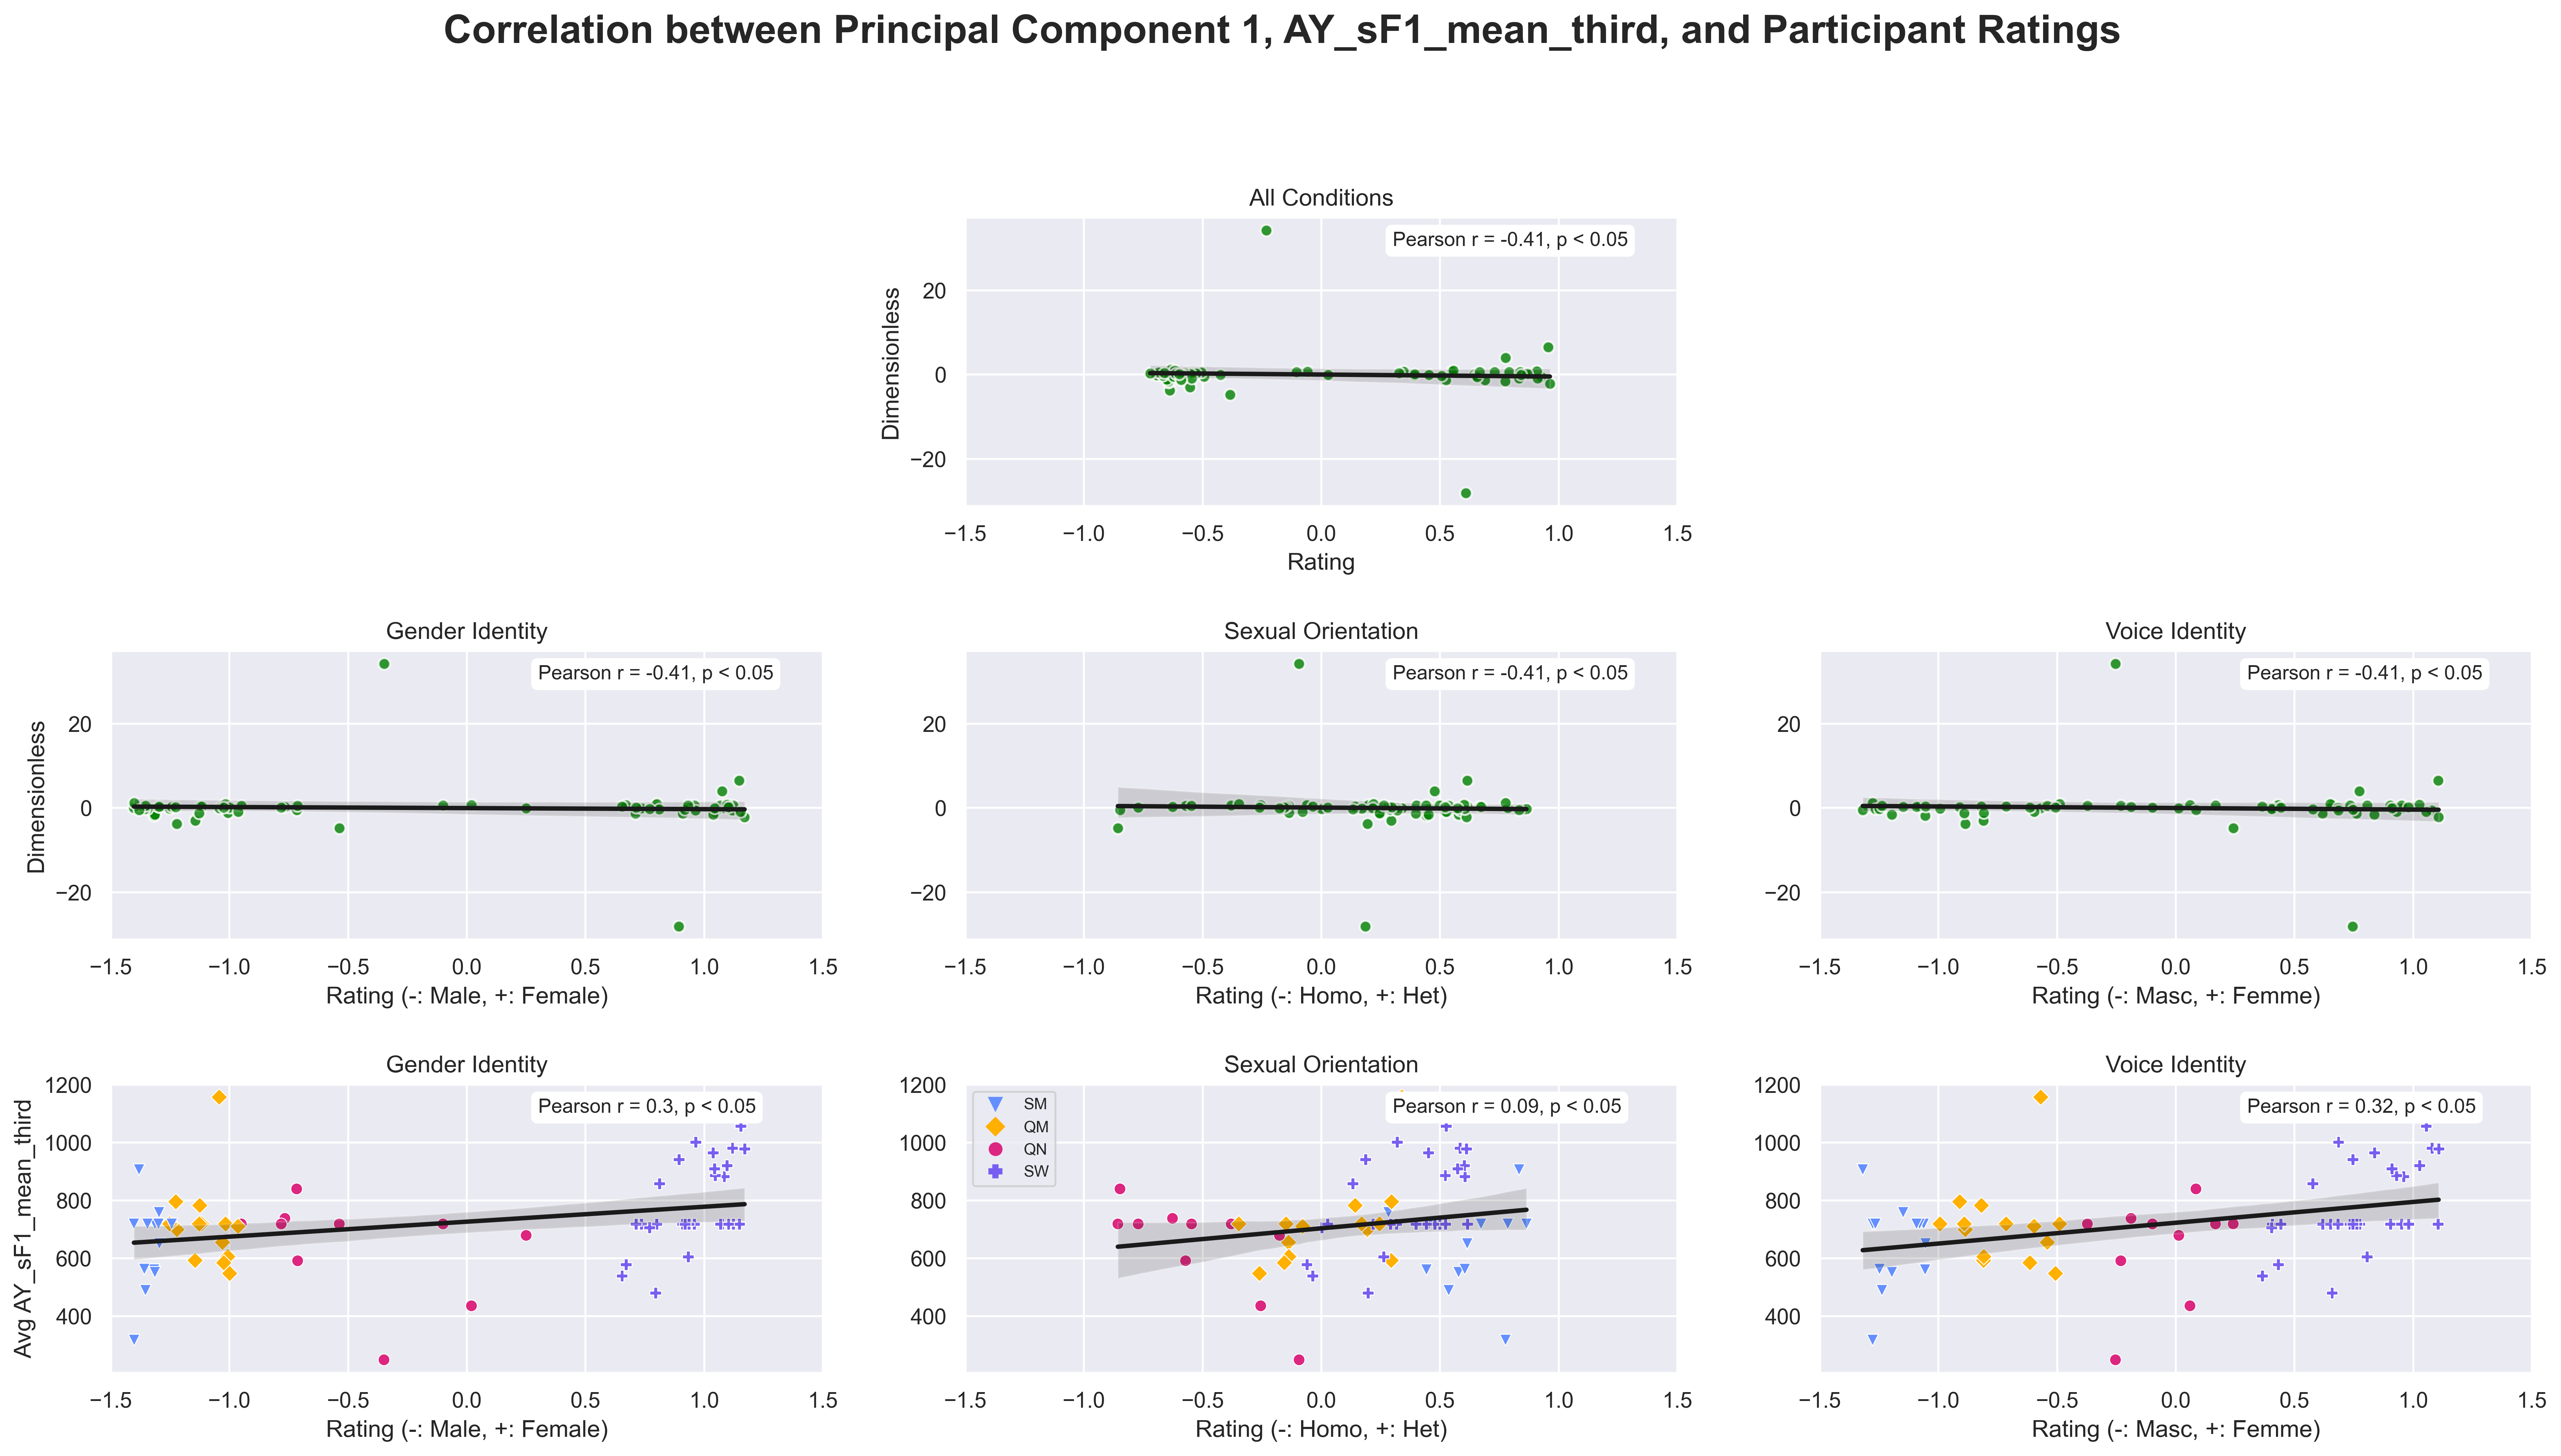 Correlation between Principal Component 1, AY_sF1_mean_third, and Participant Ratings
All Conditions
Pearson r = -0.41, p < 0.05
Dimensionless
20
0
−20
−1.5 −1.0 −0.5 0.0 0.5 1.0 1.5
Rating
Gender Identity
Pearson r = -0.41, p < 0.05
Dimensionless
20
0
−20
−1.5 −1.0 −0.5 0.0 0.5 1.0 1.5
Rating (-: Male, +: Female)
Sexual Orientation
Pearson r = -0.41, p < 0.05
20
0
−20
−1.5 −1.0 −0.5 0.0 0.5 1.0 1.5
Rating (-: Homo, +: Het)
Voice Identity
Pearson r = -0.41, p < 0.05
20
0
−20
−1.5 −1.0 −0.5 0.0 0.5 1.0 1.5
Rating (-: Masc, +: Femme)
Gender Identity
Pearson r = 0.3, p < 0.05
Avg AY_sF1_mean_third
1200
1000
800
600
400
−1.5 −1.0 −0.5 0.0 0.5 1.0 1.5
Rating (-: Male, +: Female)
Sexual Orientation
SM
QM
QN
SW
Pearson r = 0.09, p < 0.05
1200
1000
800
600
400
−1.5 −1.0 −0.5 0.0 0.5 1.0 1.5
Rating (-: Homo, +: Het)
Voice Identity
Pearson r = 0.32, p < 0.05
1200
1000
800
600
400
−1.5 −1.0 −0.5 0.0 0.5 1.0 1.5
Rating (-: Masc, +: Femme)